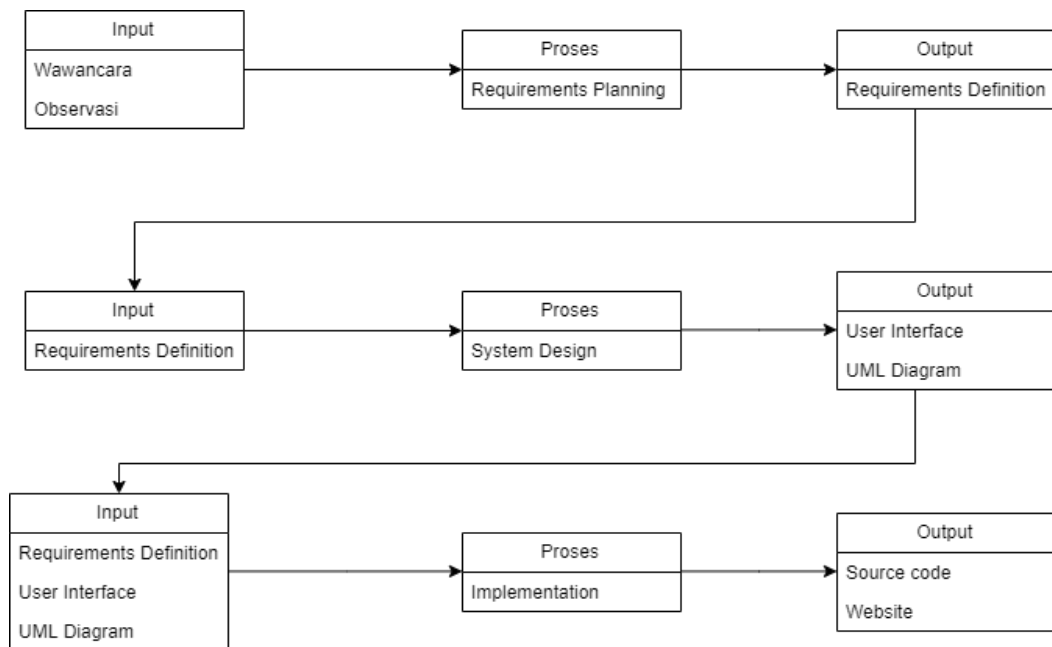 Input
Wawancara
Observasi
Proses
Requirements Planning
Output
Requirements Definition
Input
Requirements Definition
Proses
System Design
Output
User Interface
UML Diagram
Input
Requirements Definition
User Interface
UML Diagram
Proses
Implementation
Output
Source code
Website